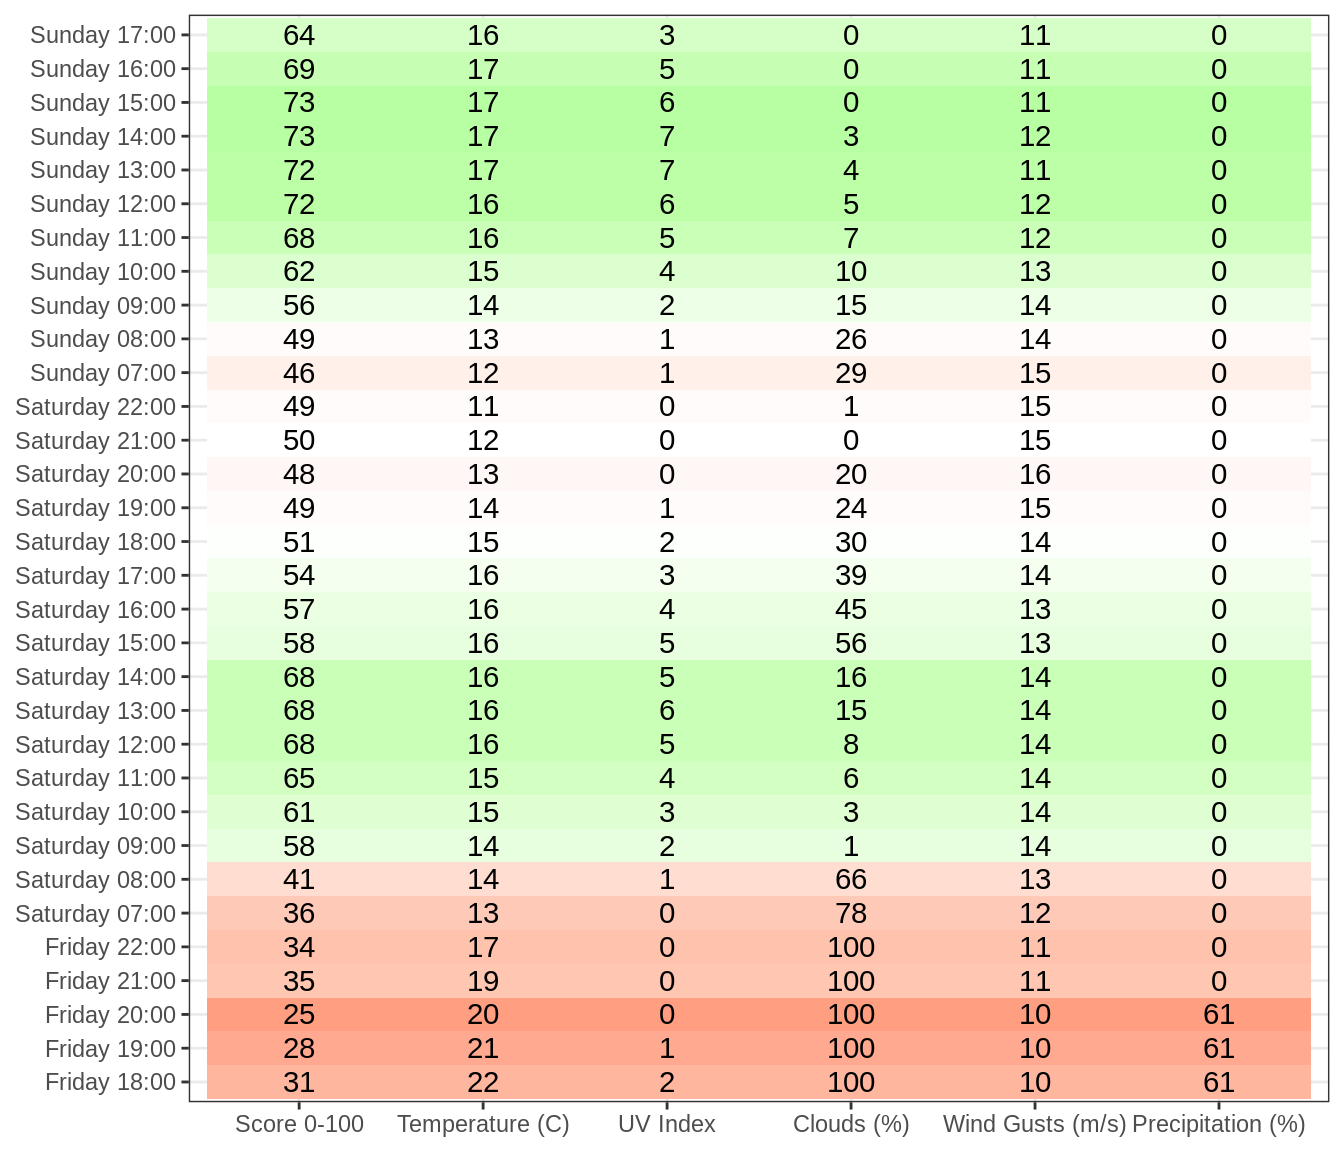 Sunday 17:00 64 16 3 0 11 0
Sunday 16:00 69 17 5 0 11 0
Sunday 15:00 73 17 6 0 11 0
Sunday 14:00 73 17 7 3 12 0
Sunday 13:00 72 17 7 4 11 0
Sunday 12:00 72 16 6 5 12 0
Sunday 11:00 68 16 5 7 12 0
Sunday 10:00 62 15 4 10 13 0
Sunday 09:00 56 14 2 15 14 0
Sunday 08:00 49 13 1 26 14 0
Sunday 07:00 46 12 1 29 15 0
Saturday 22:00 49 11 0 1 15 0
Saturday 21:00 50 12 0 0 15 0
Saturday 20:00 48 13 0 20 16 0
Saturday 19:00 49 14 1 24 15 0
Saturday 18:00 51 15 2 30 14 0
Saturday 17:00 54 16 3 39 14 0
Saturday 16:00 57 16 4 45 13 0
Saturday 15:00 58 16 5 56 13 0
Saturday 14:00 68 16 5 16 14 0
Saturday 13:00 68 16 6 15 14 0
Saturday 12:00 68 16 5 8 14 0
Saturday 11:00 65 15 4 6 14 0
Saturday 10:00 61 15 3 3 14 0
Saturday 09:00 58 14 2 1 14 0
Saturday 08:00 41 14 1 66 13 0
Saturday 07:00 36 13 0 78 12 0
Friday 22:00 34 17 0 100 11 0
Friday 21:00 35 19 0 100 11 0
Friday 20:00 25 20 0 100 10 61
Friday 19:00 28 21 1 100 10 61
Friday 18:00 31 22 2 100 10 61
Score 0-100 Temperature (C) UV Index Clouds (%) Wind Gusts (m/s) Precipitation (%)